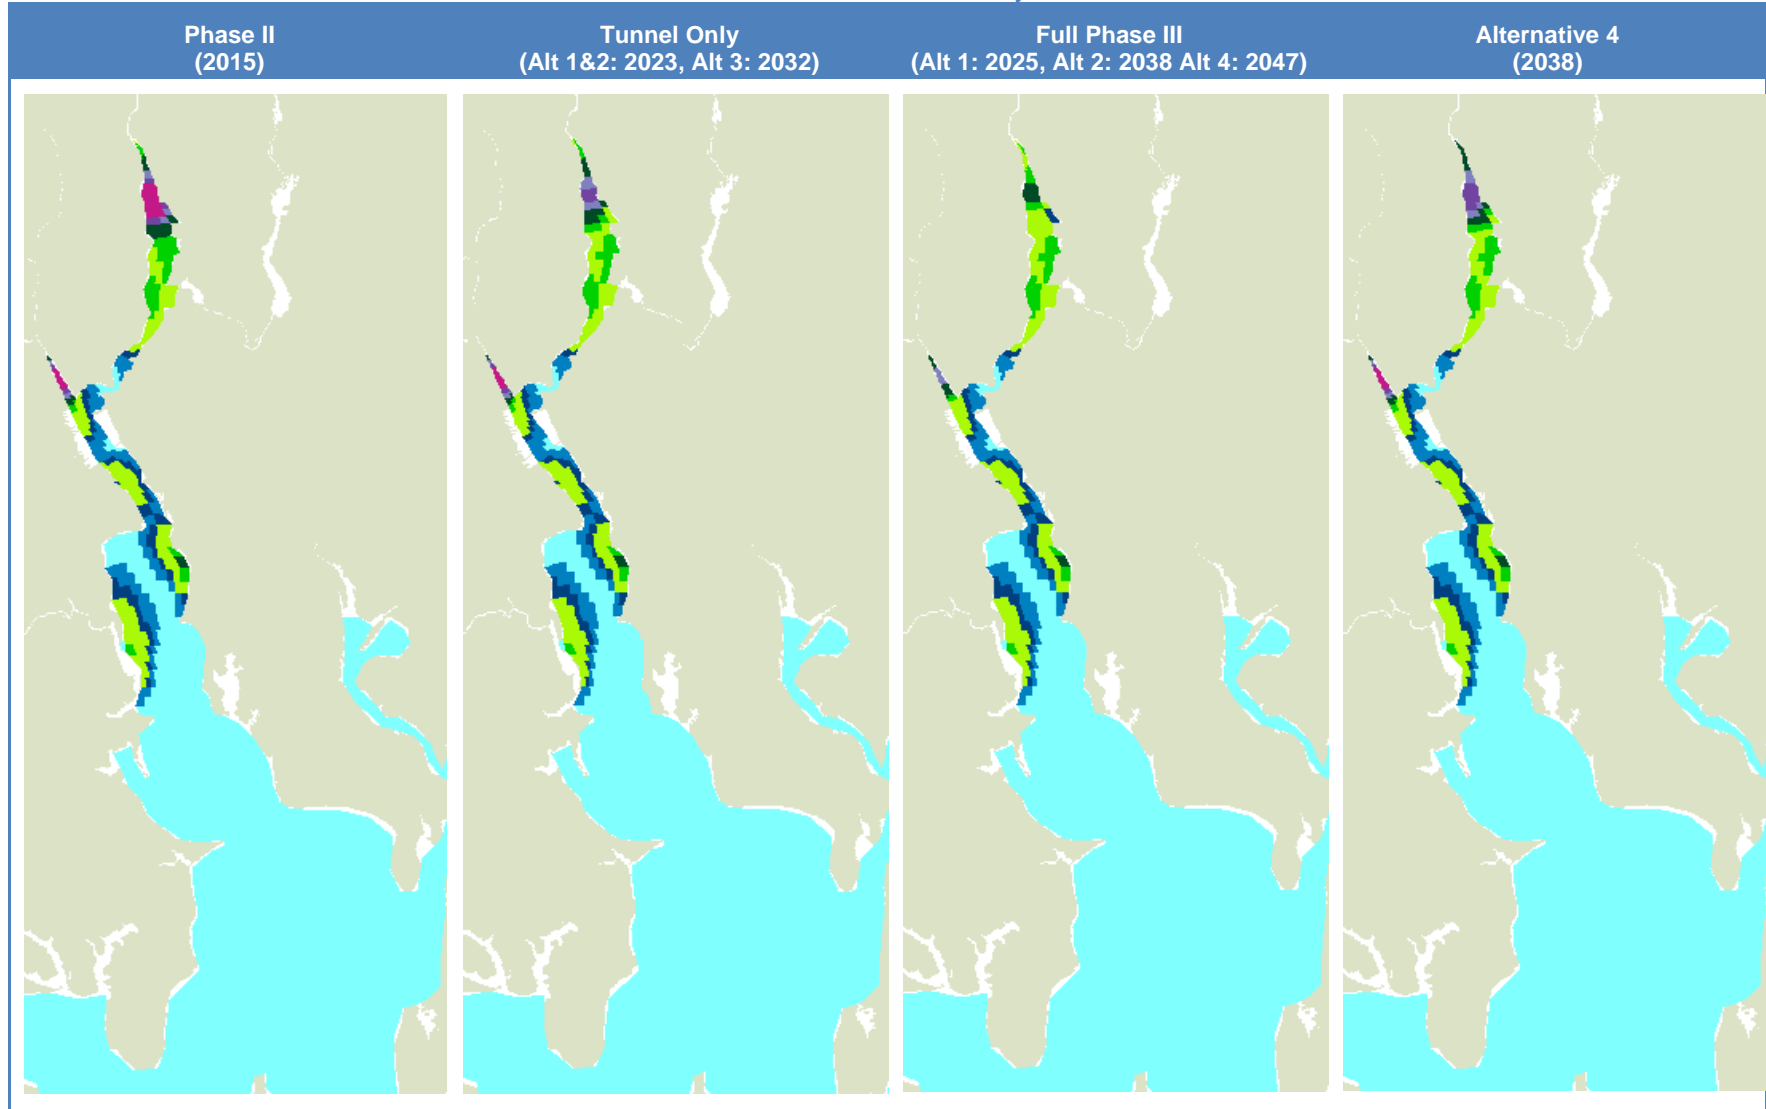 Phase II
(2015)
Tunnel Only
(Alt 1&2: 2023, Alt 3: 2032)
Full Phase III
(Alt 1: 2025, Alt 2: 2038 Alt 4: 2047)
Alternative 4
(2038)